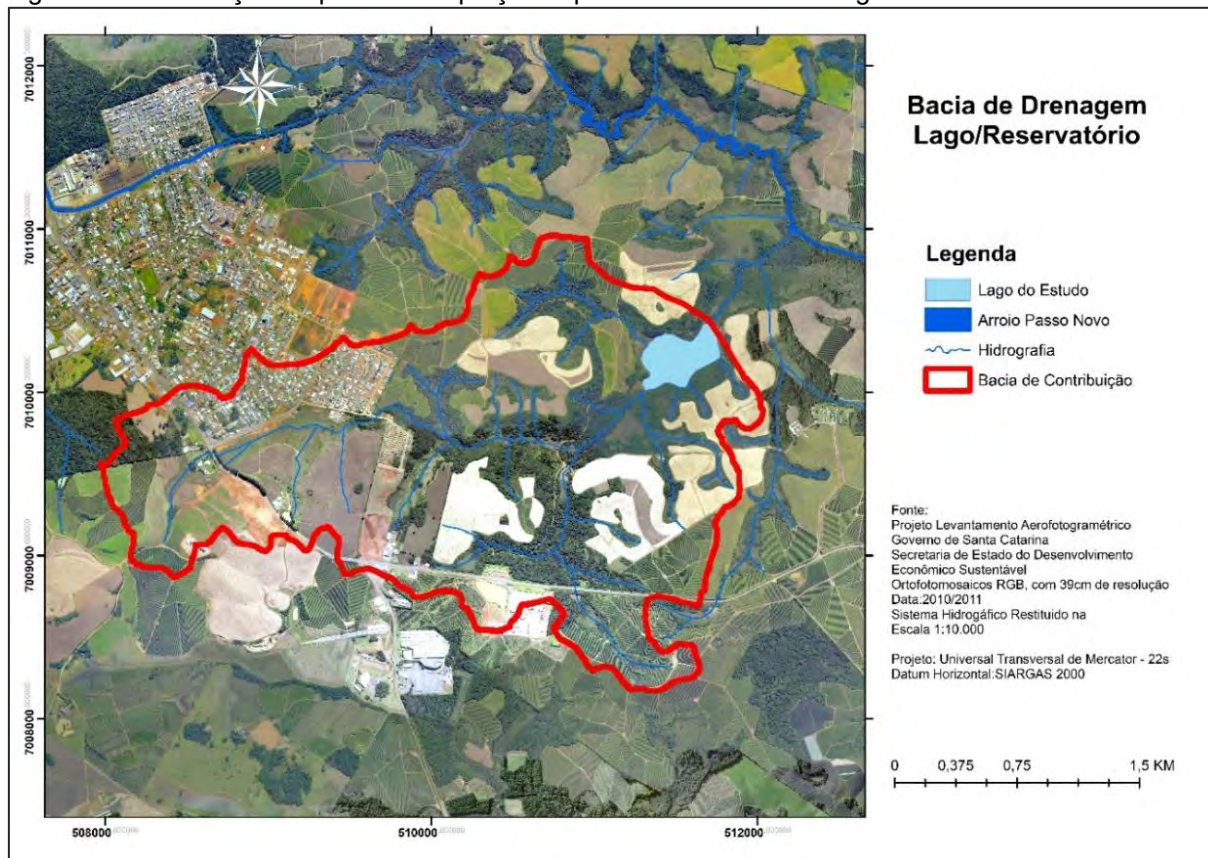 7012000
7011000
7010000
7009000
7008000
508000
510000
512000
N
E
S
Bacia de Drenagem
Lago/Reservatório
Legenda
Lago do Estudo
Arroio Passo Novo
Hidrografia
Bacia de Contribuição
Fonte:
Projeto Levantamento Aerofotogramétrico
Governo de Santa Catarina
Secretaria de Estado do Desenvolvimento
Econômico Sustentável
Ortofotomosaicos RGB, com 39cm de resolução
Data:2010/2011
Sistema Hidrográfico Restituido na
Escala 1:10.000
Projeto: Universal Transversal de Mercator - 22s
Datum Horizontal:SIARGAS 2000
0 0,375 0,75 1,5 KM